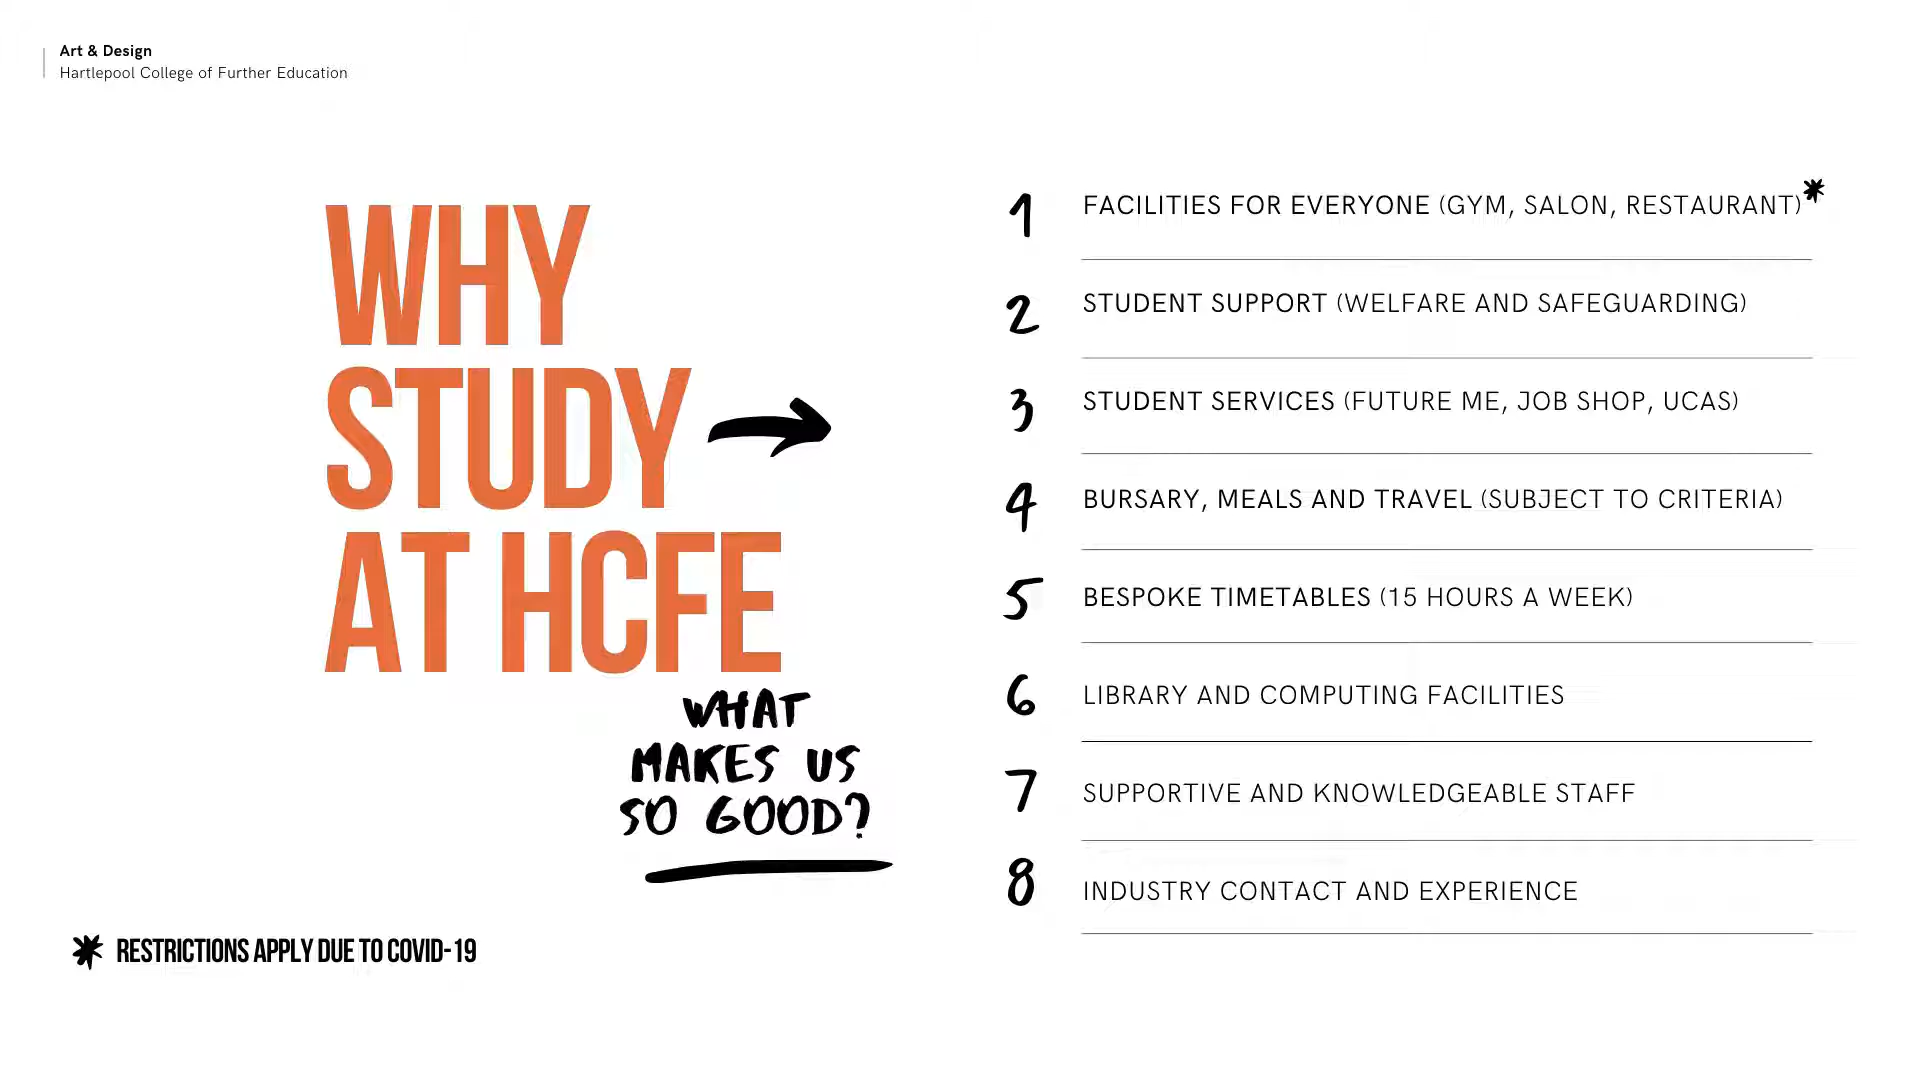 Art & Design
Hartlepool College of Further Education
WHY
STUDY
AT HCFE
WHAT
MAKES US
SO GOOD?
* RESTRICTIONS APPLY DUE TO COVID-19
1 FACILITIES FOR EVERYONE (GYM, SALON, RESTAURANT)*
2 STUDENT SUPPORT (WELFARE AND SAFEGUARDING)
3 STUDENT SERVICES (FUTURE ME, JOB SHOP, UCAS)
4 BURSARY, MEALS AND TRAVEL (SUBJECT TO CRITERIA)
5 BESPOKE TIMETABLES (15 HOURS A WEEK)
6 LIBRARY AND COMPUTING FACILITIES
7 SUPPORTIVE AND KNOWLEDGEABLE STAFF
8 INDUSTRY CONTACT AND EXPERIENCE